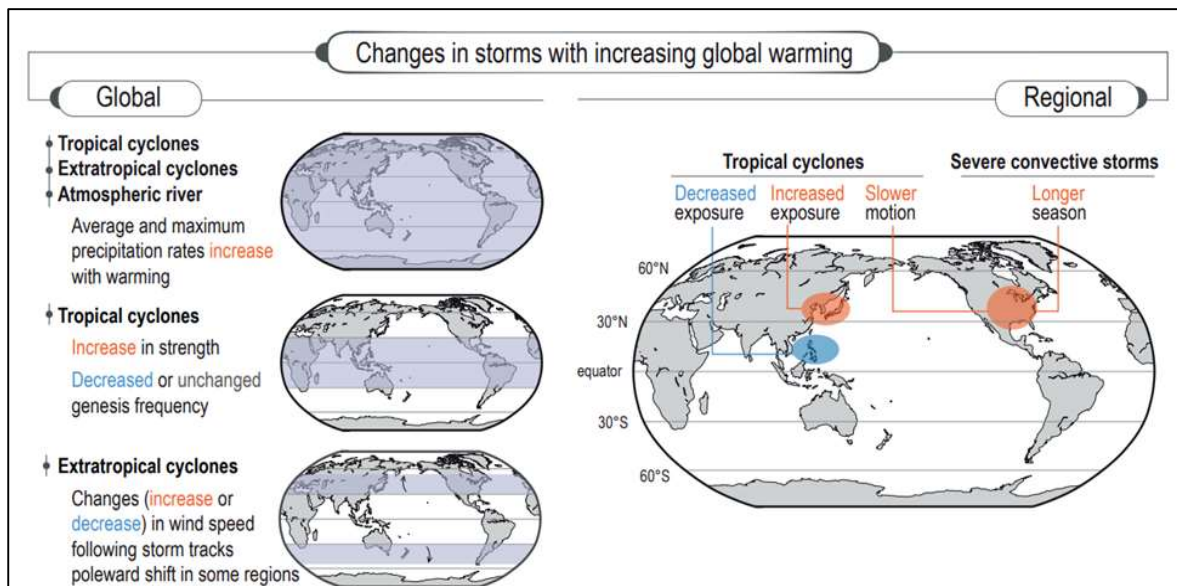 Changes in storms with increasing global warming
Global
Tropical cyclones
Extratropical cyclones
Atmospheric river
Average and maximum
precipitation rates increase
with warming
Tropical cyclones
Increase in strength
Decreased or unchanged
genesis frequency
Extratropical cyclones
Changes (increase or
decrease) in wind speed
following storm tracks
poleward shift in some regions
Regional
Tropical cyclones
Severe convective storms
Decreased
exposure
Increased
exposure
Slower
motion
Longer
season
60°N
30°N
equator
30°S
60°S